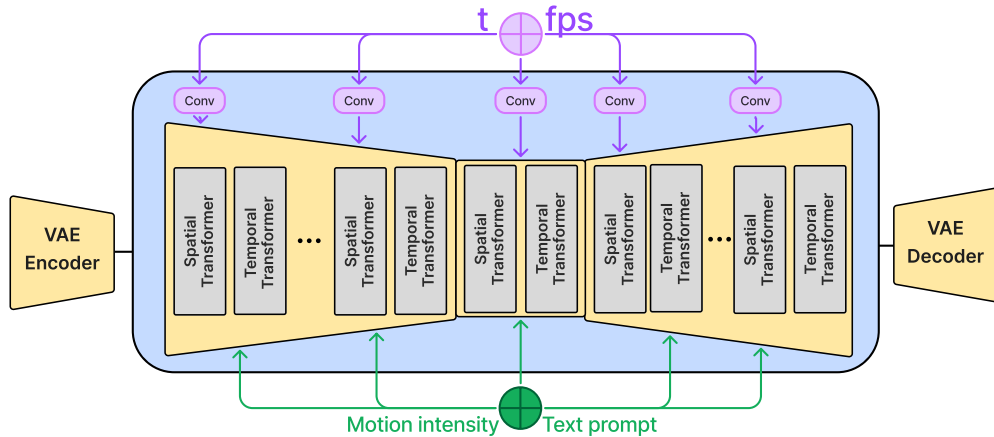 t fps
Conv Conv Conv Conv Conv
VAE
Encoder
Spatial
Transformer
Temporal
Transformer
...
Spatial
Transformer
Temporal
Transformer
Spatial
Transformer
Temporal
Transformer
Spatial
Transformer
Temporal
Transformer
...
Spatial
Transformer
Temporal
Transformer
VAE
Decoder
Motion intensity Text prompt